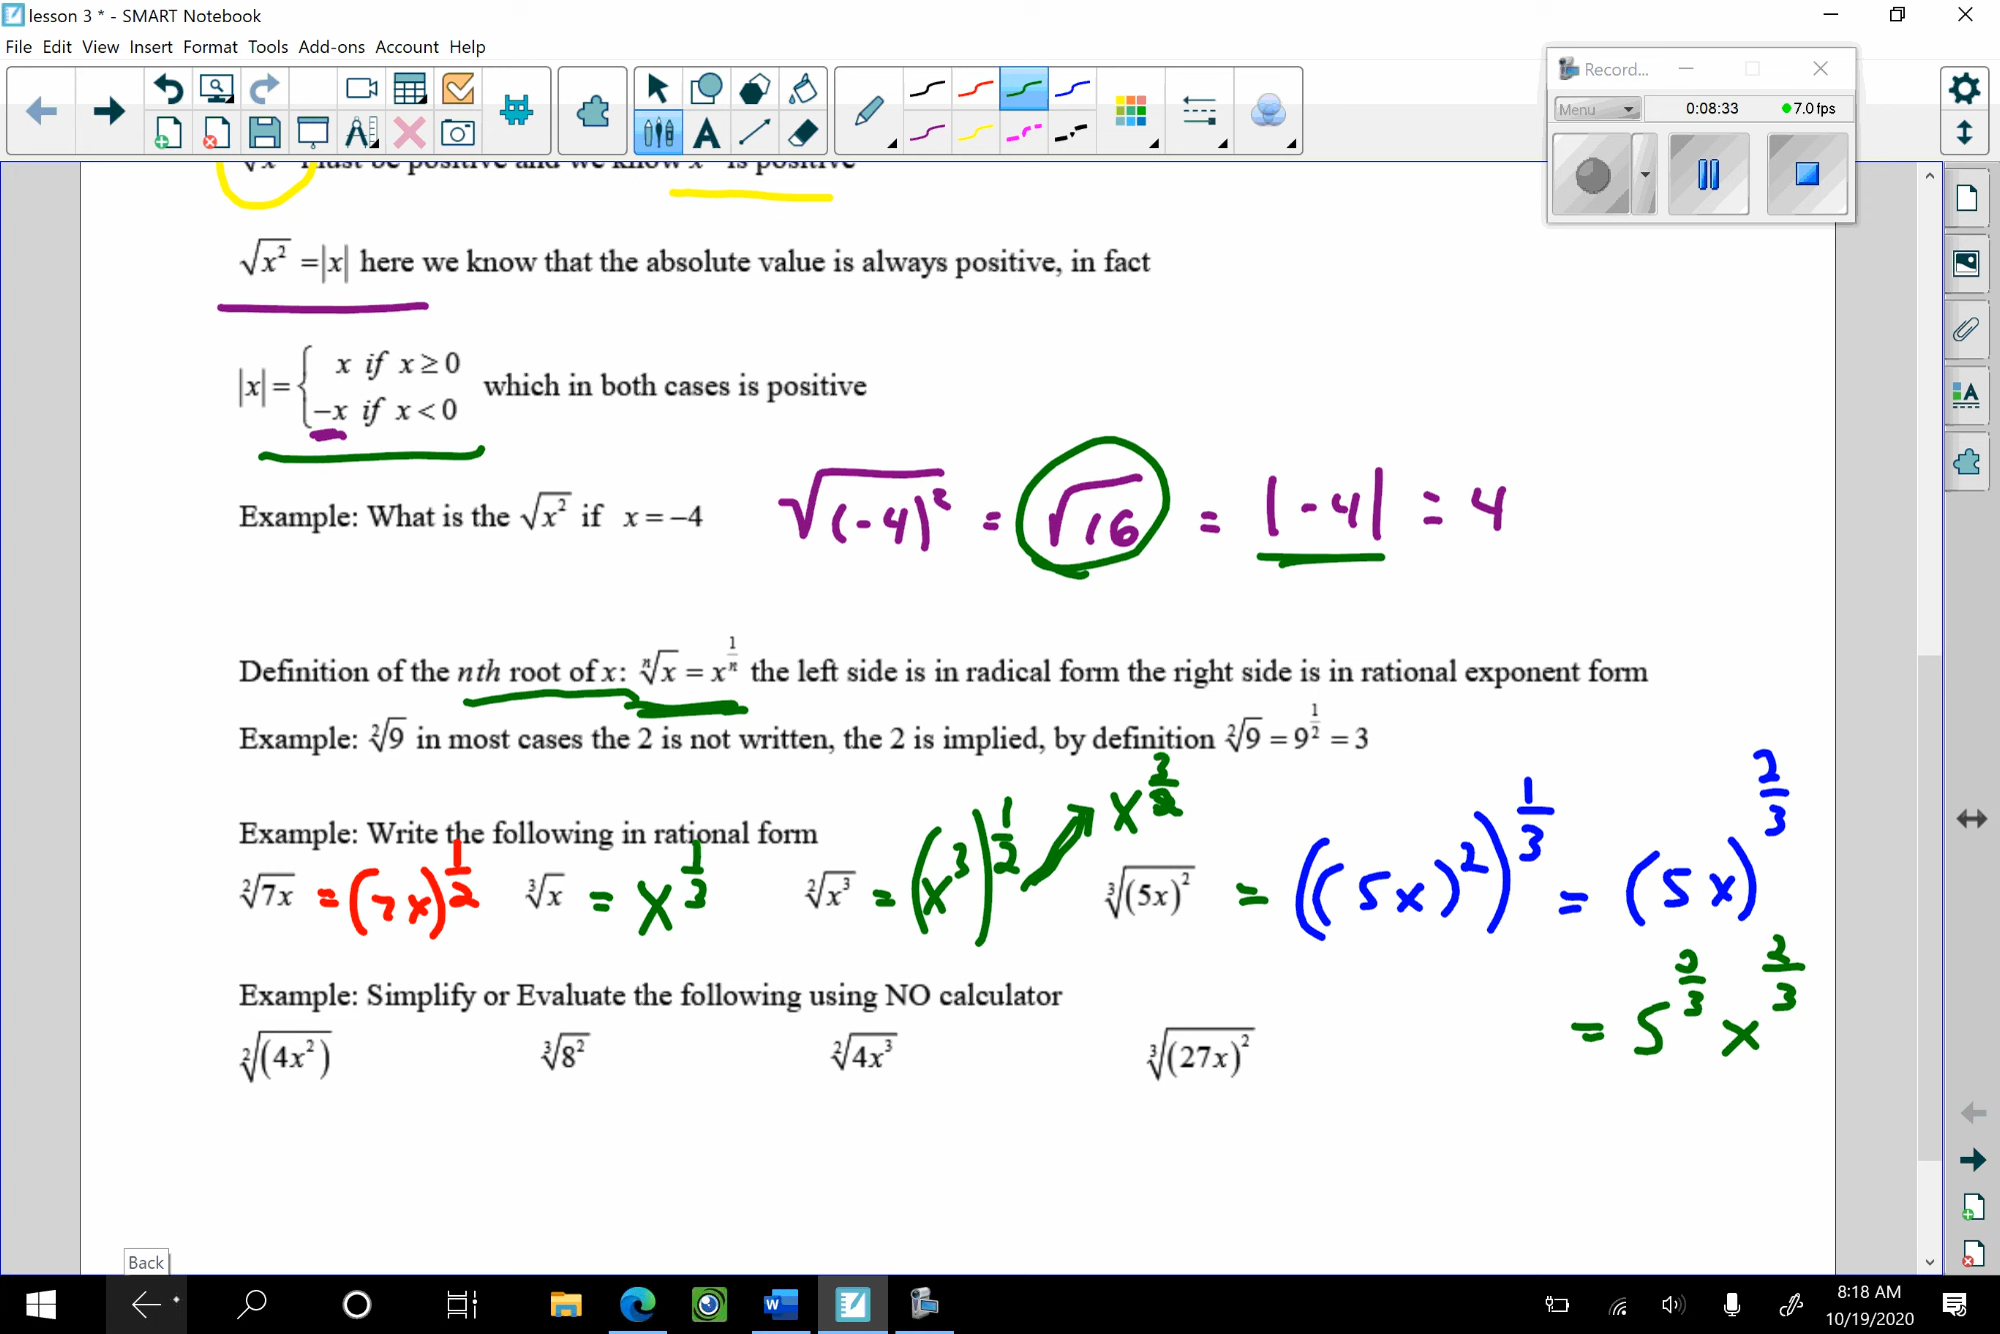 lesson 3 * - SMART Notebook
File Edit View Insert Format Tools Add-ons Account Help
Record...
Menu 0:08:33 7.0 fps
√x must be positive and we know x is positive
√x² =|x| here we know that the absolute value is always positive, in fact
|x| = { x if x ≥ 0
−x if x < 0 which in both cases is positive
Example: What is the √x² if x = −4 √(-4)² = √16 = |-4| = 4
Definition of the nth root of x: ⁿ√x = x^(1/n) the left side is in radical form the right side is in rational exponent form
Example: ²√9 in most cases the 2 is not written, the 2 is implied, by definition ²√9 = 9^(1/2) = 3
Example: Write the following in rational form
²√7x = (7x)^(1/2) ³√x = x^(1/3) ²√x³ = (x³)^(1/2) x^(3/2) ³√(5x)² = ((5x)²)^(1/3) = (5x)^(2/3)
= 5^(2/3) x^(2/3)
Example: Simplify or Evaluate the following using NO calculator
²√(4x²) ³√8² ²√4x³ ³√(27x)²
Back
8:18 AM
10/19/2020